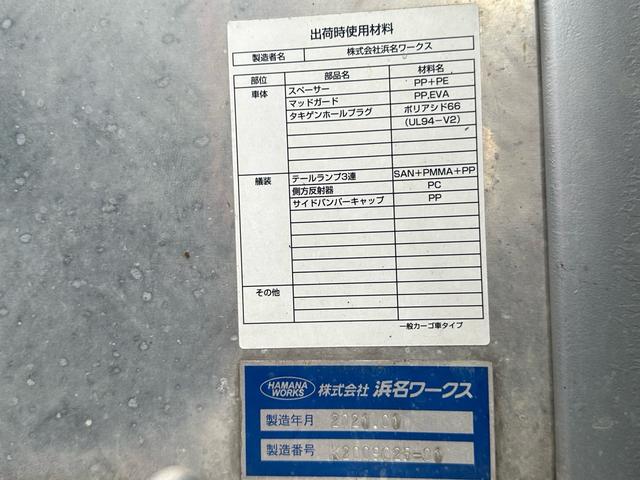 出荷時使用材料
製造者名 株式会社浜名ワークス
部位 部品名 材料名
車体 スペーサー PP+PE
マッドガード PP,EVA
タキゲンホールプラグ ポリアシド66
(UL94-V2)
艤装 テールランプ3連 SAN+PMMA+PP
側方反射器 PC
サイドバンパーキャップ PP
その他
一般カーゴ車タイプ
HAMANA WORKS 株式会社 浜名ワークス
製造年月
製造番号